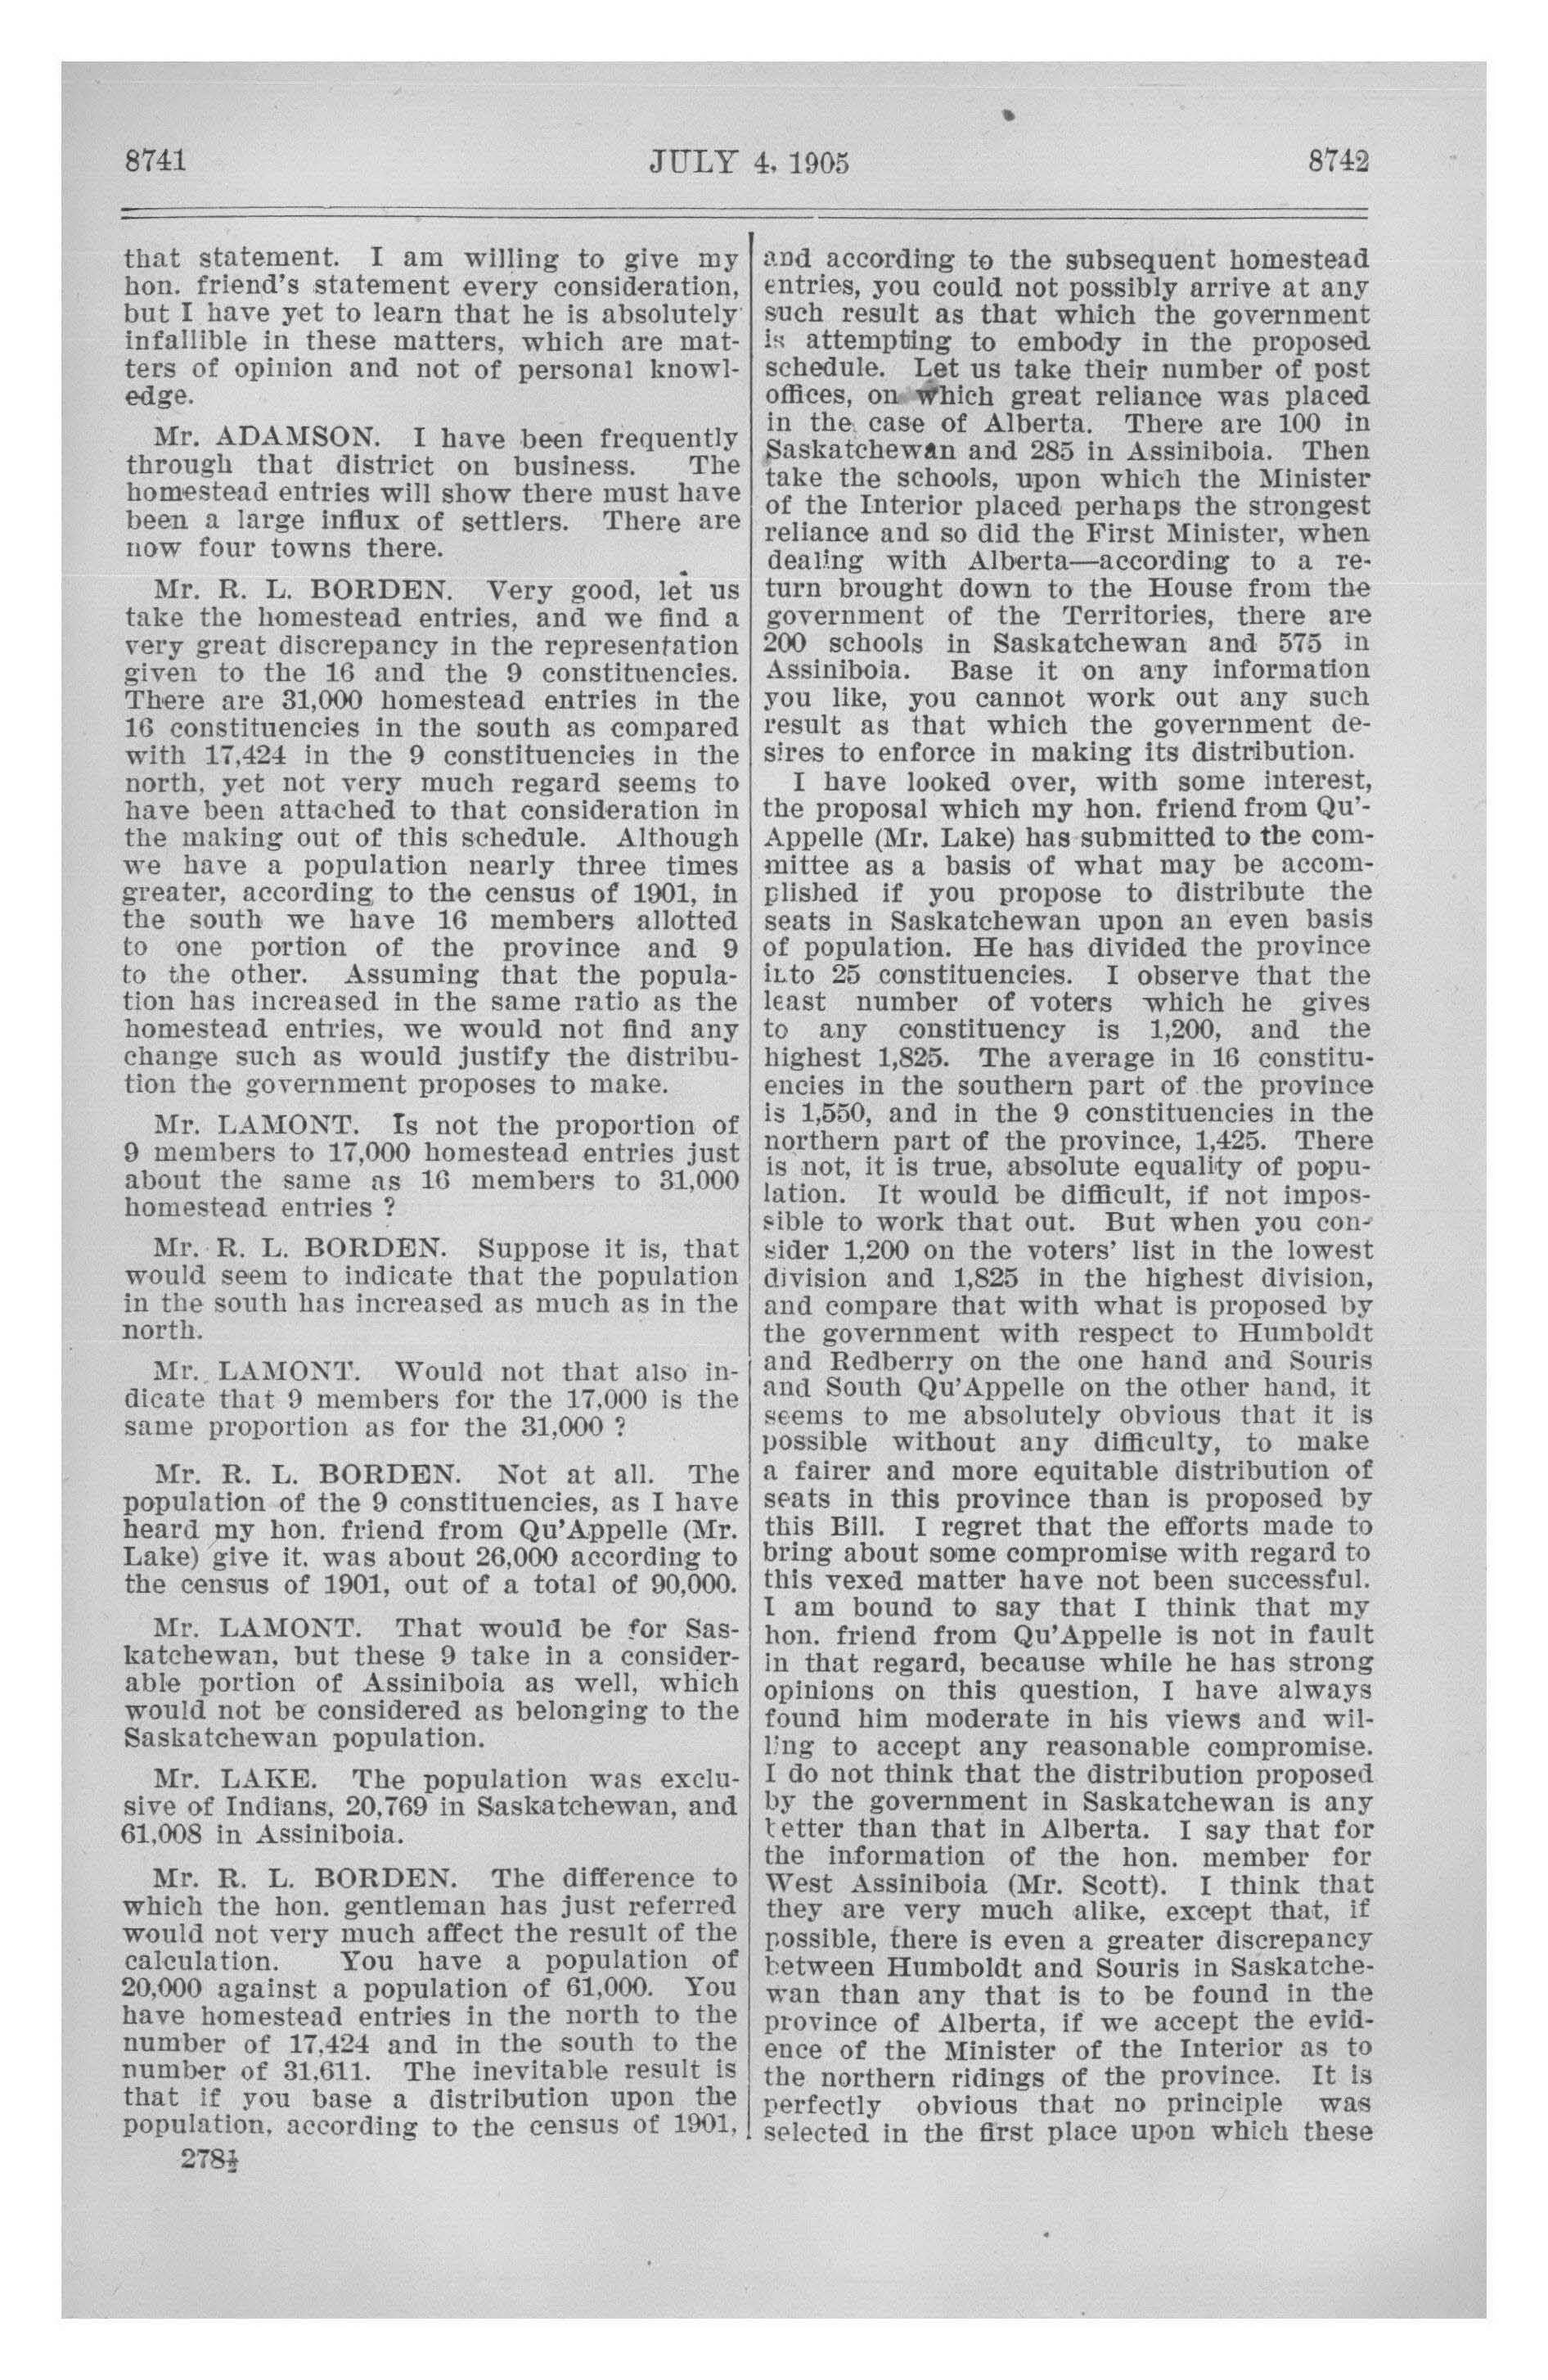 8741
JULY 4, 1905
8742
that statement. I am willing to give my
hon. friend's statement every consideration,
but I have yet to learn that he is absolutely
infallible in these matters, which are mat-
ters of opinion and not of personal knowl-
edge.
Mr. ADAMSON. I have been frequently
through that district on business. The
homestead entries will show there must have
been a large influx of settlers. There are
now four towns there.
Mr. R. L. BORDEN. Very good, let us
take the homestead entries, and we find a
very great discrepancy in the representation
given to the 16 and the 9 constituencies.
There are 31,000 homestead entries in the
16 constituencies in the south as compared
with 17,424 in the 9 constituencies in the
north, yet not very much regard seems to
have been attached to that consideration in
the making out of this schedule. Although
we have a population nearly three times
greater, according to the census of 1901, in
the south we have 16 members allotted
to one portion of the province and 9
to the other. Assuming that the popula-
tion has increased in the same ratio as the
homestead entries, we would not find any
change such as would justify the distribu-
tion the government proposes to make.
Mr. LAMONT. Is not the proportion of
9 members to 17,000 homestead entries just
about the same as 16 members to 31,000
homestead entries ?
Mr. R. L. BORDEN. Suppose it is, that
would seem to indicate that the population
in the south has increased as much as in the
north.
Mr. LAMONT. Would not that also in-
dicate that 9 members for the 17,000 is the
same proportion as for the 31,000 ?
Mr. R. L. BORDEN. Not at all. The
population of the 9 constituencies, as I have
heard my hon. friend from Qu'Appelle (Mr.
Lake) give it, was about 26,000 according to
the census of 1901, out of a total of 90,000.
Mr. LAMONT. That would be for Sas-
katchewan, but these 9 take in a consider-
able portion of Assiniboia as well, which
would not be considered as belonging to the
Saskatchewan population.
Mr. LAKE. The population was exclu-
sive of Indians, 20,769 in Saskatchewan, and
61,008 in Assiniboia.
Mr. R. L. BORDEN. The difference to
which the hon. gentleman has just referred
would not very much affect the result of the
calculation. You have a population of
20,000 against a population of 61,000. You
have homestead entries in the north to the
number of 17,424 and in the south to the
number of 31,611. The inevitable result is
that if you base a distribution upon the
population, according to the census of 1901,
278½
and according to the subsequent homestead
entries, you could not possibly arrive at any
such result as that which the government
is attempting to embody in the proposed
schedule. Let us take their number of post
offices, on which great reliance was placed
in the case of Alberta. There are 100 in
Saskatchewan and 285 in Assiniboia. Then
take the schools, upon which the Minister
of the Interior placed perhaps the strongest
reliance and so did the First Minister, when
dealing with Alberta—according to a re-
turn brought down to the House from the
government of the Territories, there are
200 schools in Saskatchewan and 575 in
Assiniboia. Base it on any information
you like, you cannot work out any such
result as that which the government de-
sires to enforce in making its distribution.
I have looked over, with some interest,
the proposal which my hon. friend from Qu'-
Appelle (Mr. Lake) has submitted to the com-
mittee as a basis of what may be accom-
plished if you propose to distribute the
seats in Saskatchewan upon an even basis
of population. He has divided the province
into 25 constituencies. I observe that the
least number of voters which he gives
to any constituency is 1,200, and the
highest 1,825. The average in 16 constitu-
encies in the southern part of the province
is 1,550, and in the 9 constituencies in the
northern part of the province, 1,425. There
is not, it is true, absolute equality of popu-
lation. It would be difficult, if not impos-
sible to work that out. But when you con-
sider 1,200 on the voters' list in the lowest
division and 1,825 in the highest division,
and compare that with what is proposed by
the government with respect to Humboldt
and Redberry on the one hand and Souris
and South Qu'Appelle on the other hand, it
seems to me absolutely obvious that it is
possible without any difficulty, to make
a fairer and more equitable distribution of
seats in this province than is proposed by
this Bill. I regret that the efforts made to
bring about some compromise with regard to
this vexed matter have not been successful.
I am bound to say that I think that my
hon. friend from Qu'Appelle is not in fault
in that regard, because while he has strong
opinions on this question, I have always
found him moderate in his views and wil-
ling to accept any reasonable compromise.
I do not think that the distribution proposed
by the government in Saskatchewan is any
better than that in Alberta. I say that for
the information of the hon. member for
West Assiniboia (Mr. Scott). I think that
they are very much alike, except that, if
possible, there is even a greater discrepancy
between Humboldt and Souris in Saskatche-
wan than any that is to be found in the
province of Alberta, if we accept the evid-
ence of the Minister of the Interior as to
the northern ridings of the province. It is
perfectly obvious that no principle was
selected in the first place upon which these